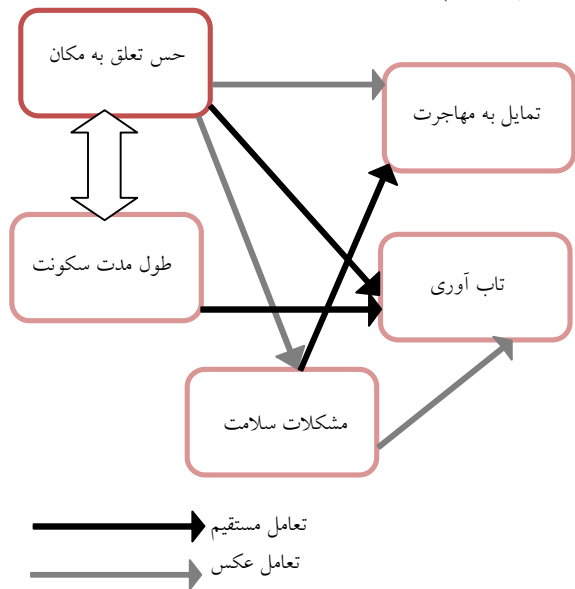 حس تعلق به مکان
تمایل به مهاجرت
طول مدت سکونت
تاب آوری
مشکلات سلامت
تعامل مستقیم
تعامل عکس